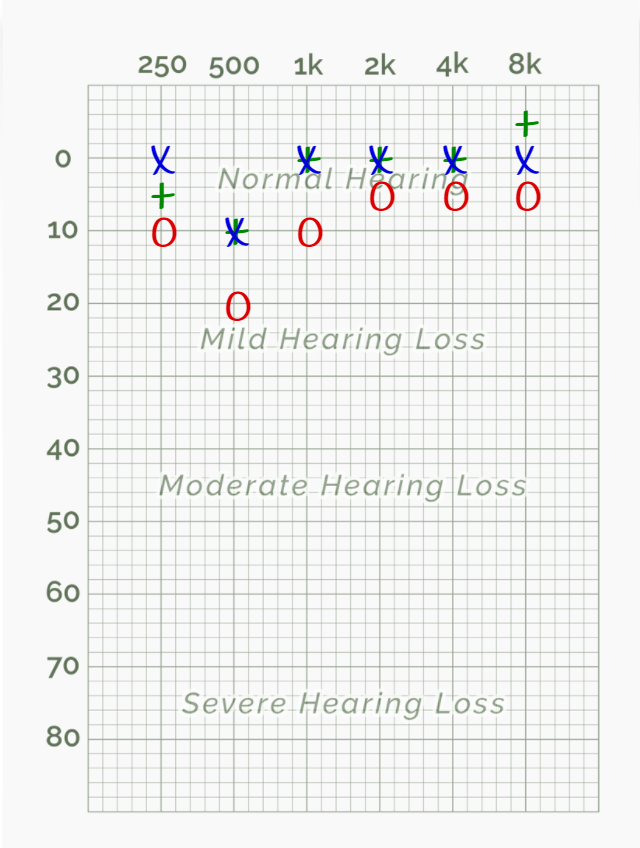 250 500 1k 2k 4k 8k
0
Normal Hearing
10
20
Mild Hearing Loss
30
40
Moderate Hearing Loss
50
60
70
Severe Hearing Loss
80